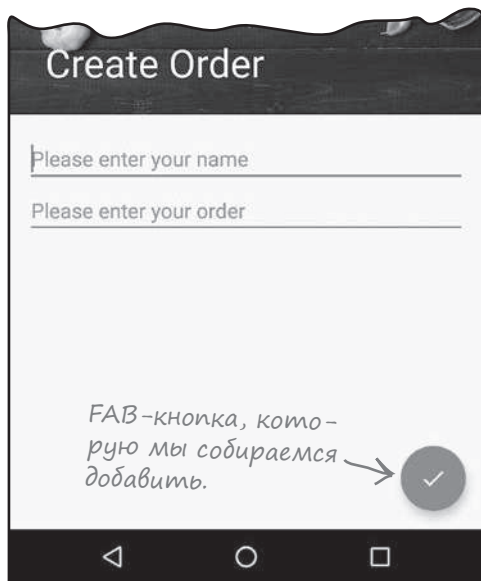 Create Order
Please enter your name
Please enter your order
FAB-кнопка, кото-
рую мы собираемся
добавить.